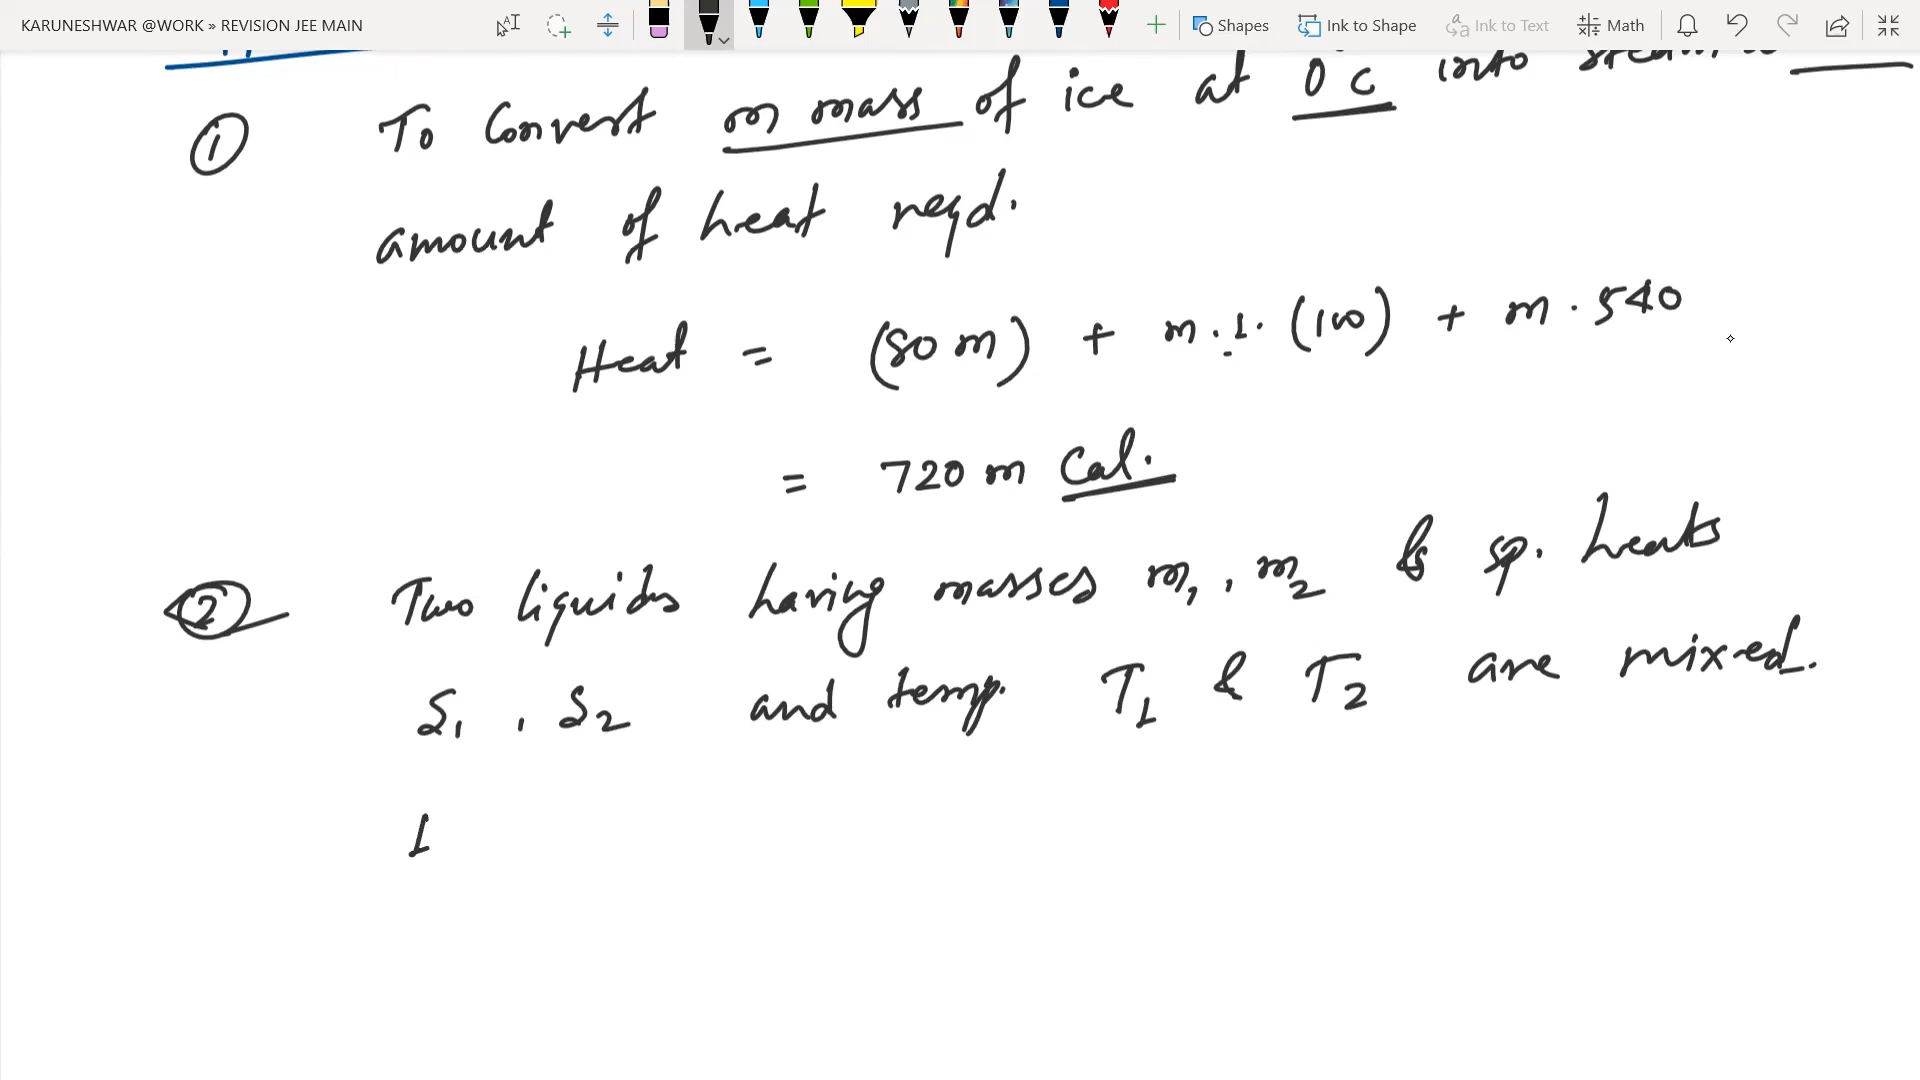 KARUNESHWAR @WORK » REVISION JEE MAIN Shapes Ink to Shape Ink to Text Math
① To Convert m mass of ice at 0°C into steam
amount of heat reqd.
Heat = (80 m) + m.1.(100) + m.540
= 720 m Cal.
② Two liquids having masses m₁, m₂ & sp. heats
S₁, S₂ and temp. T₁ & T₂ are mixed.
I